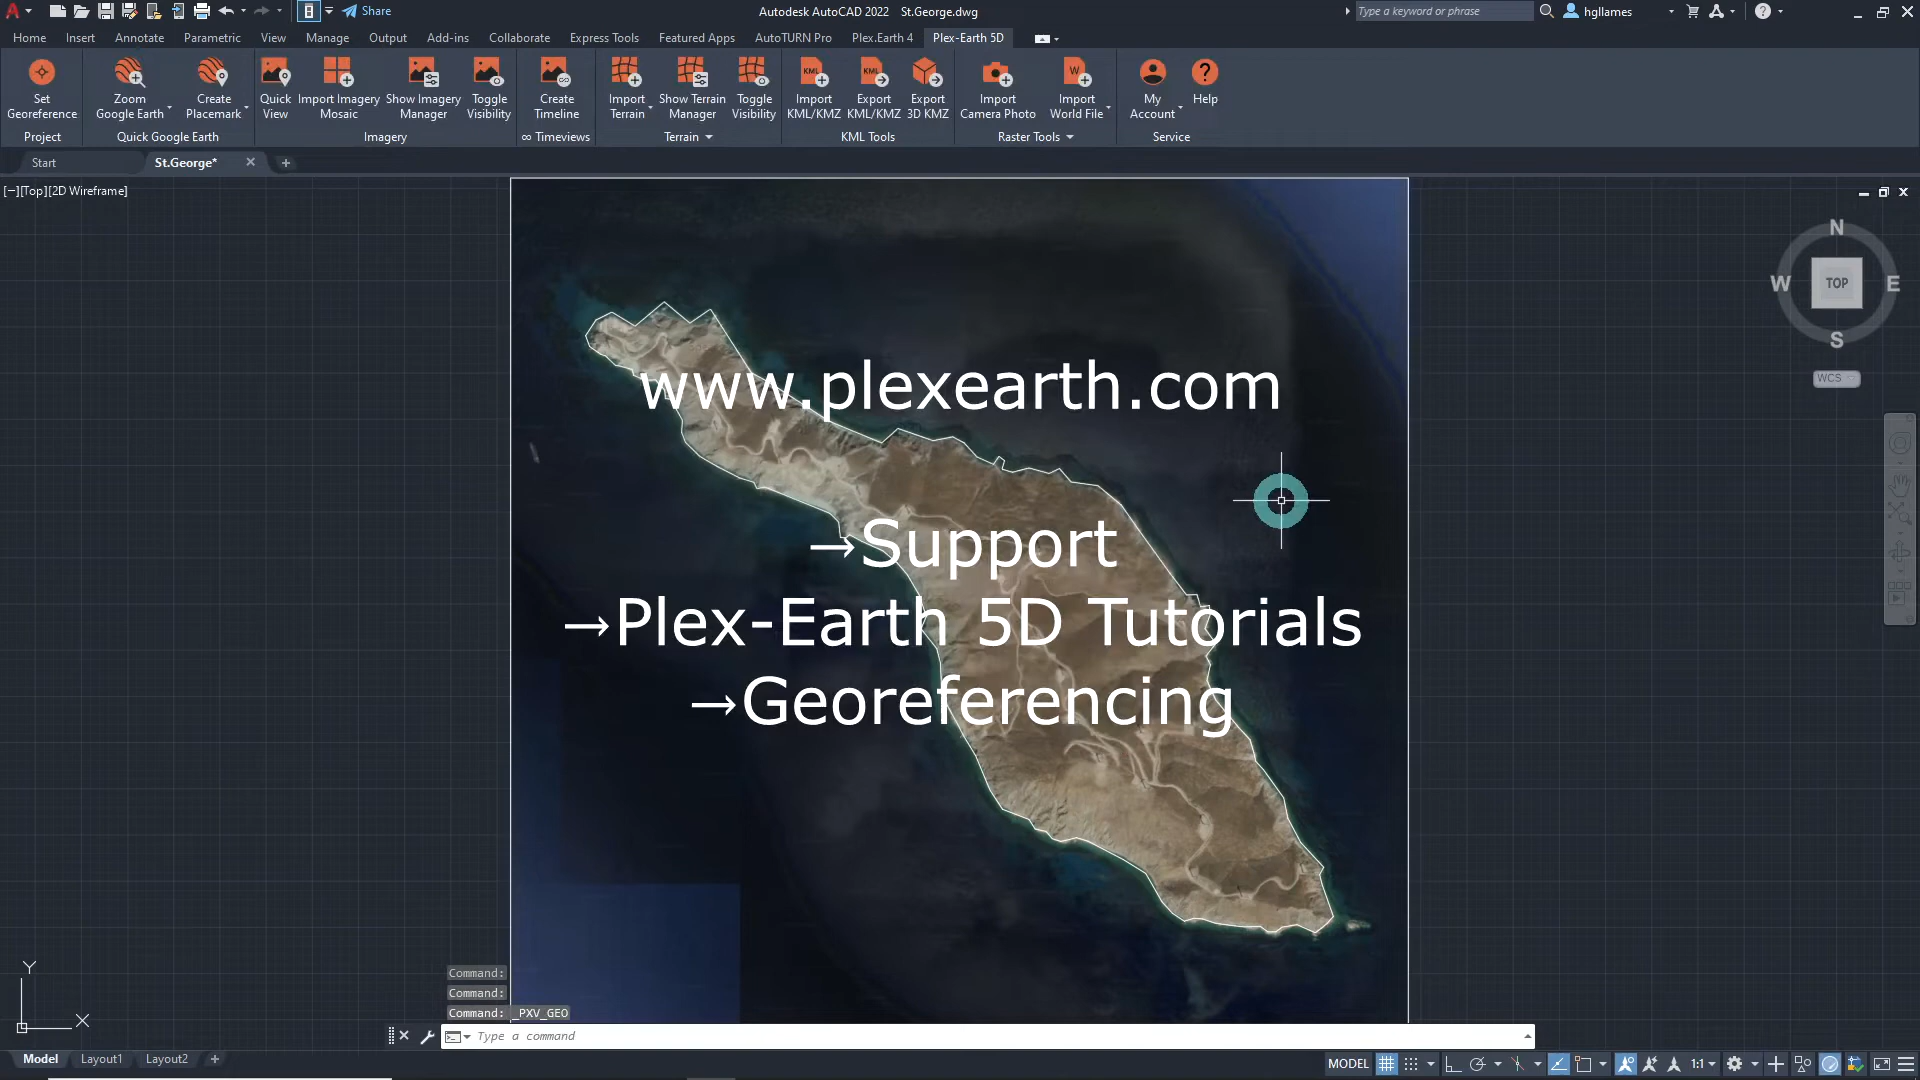 Share
Autodesk AutoCAD 2022 St.George.dwg
Type a keyword or phrase
hgllames
Home Insert Annotate Parametric View Manage Output Add-ins Collaborate Express Tools Featured Apps AutoTURN Pro Plex.Earth 4 Plex-Earth 5D
Set Georeference
Zoom Google Earth
Create Placemark
Quick View
Import Imagery Mosaic
Show Imagery Manager
Toggle Visibility
Create Timeline
Import Terrain
Show Terrain Manager
Toggle Visibility
KML
Import KML/KMZ
KML
Export KML/KMZ
Export 3D KMZ
Import Camera Photo
W
Import World File
My Account
Help
Project Quick Google Earth Imagery ∞ Timeviews Terrain KML Tools Raster Tools Service
Start St.George*
[−][Top][2D Wireframe]
N
W TOP E
S
WCS
www.plexearth.com
→Support
→Plex-Earth 5D Tutorials
→Georeferencing
Y
X
Command:
Command:
Command: _PXV_GEO
Type a command
Model Layout1 Layout2
MODEL 1:1